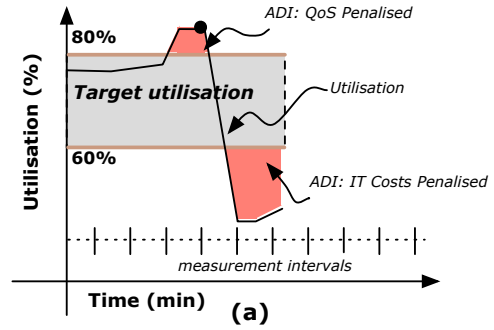 80%
ADI: QoS Penalised
Target utilisation
Utilisation
Utilisation (%)
60%
ADI: IT Costs Penalised
measurement intervals
Time (min)
(a)